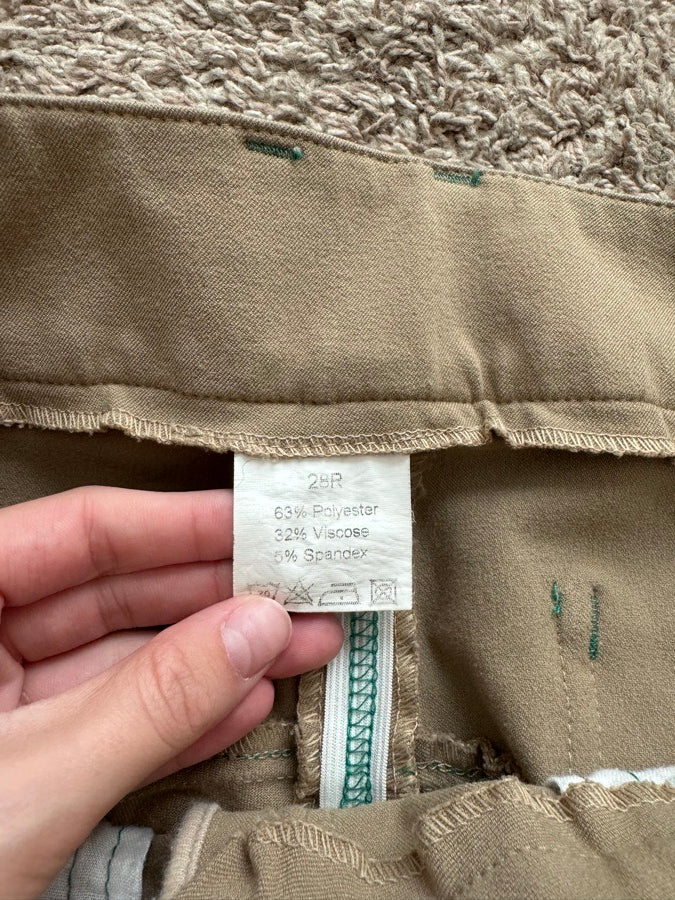 28R
63% Polyester
32% Viscose
5% Spandex